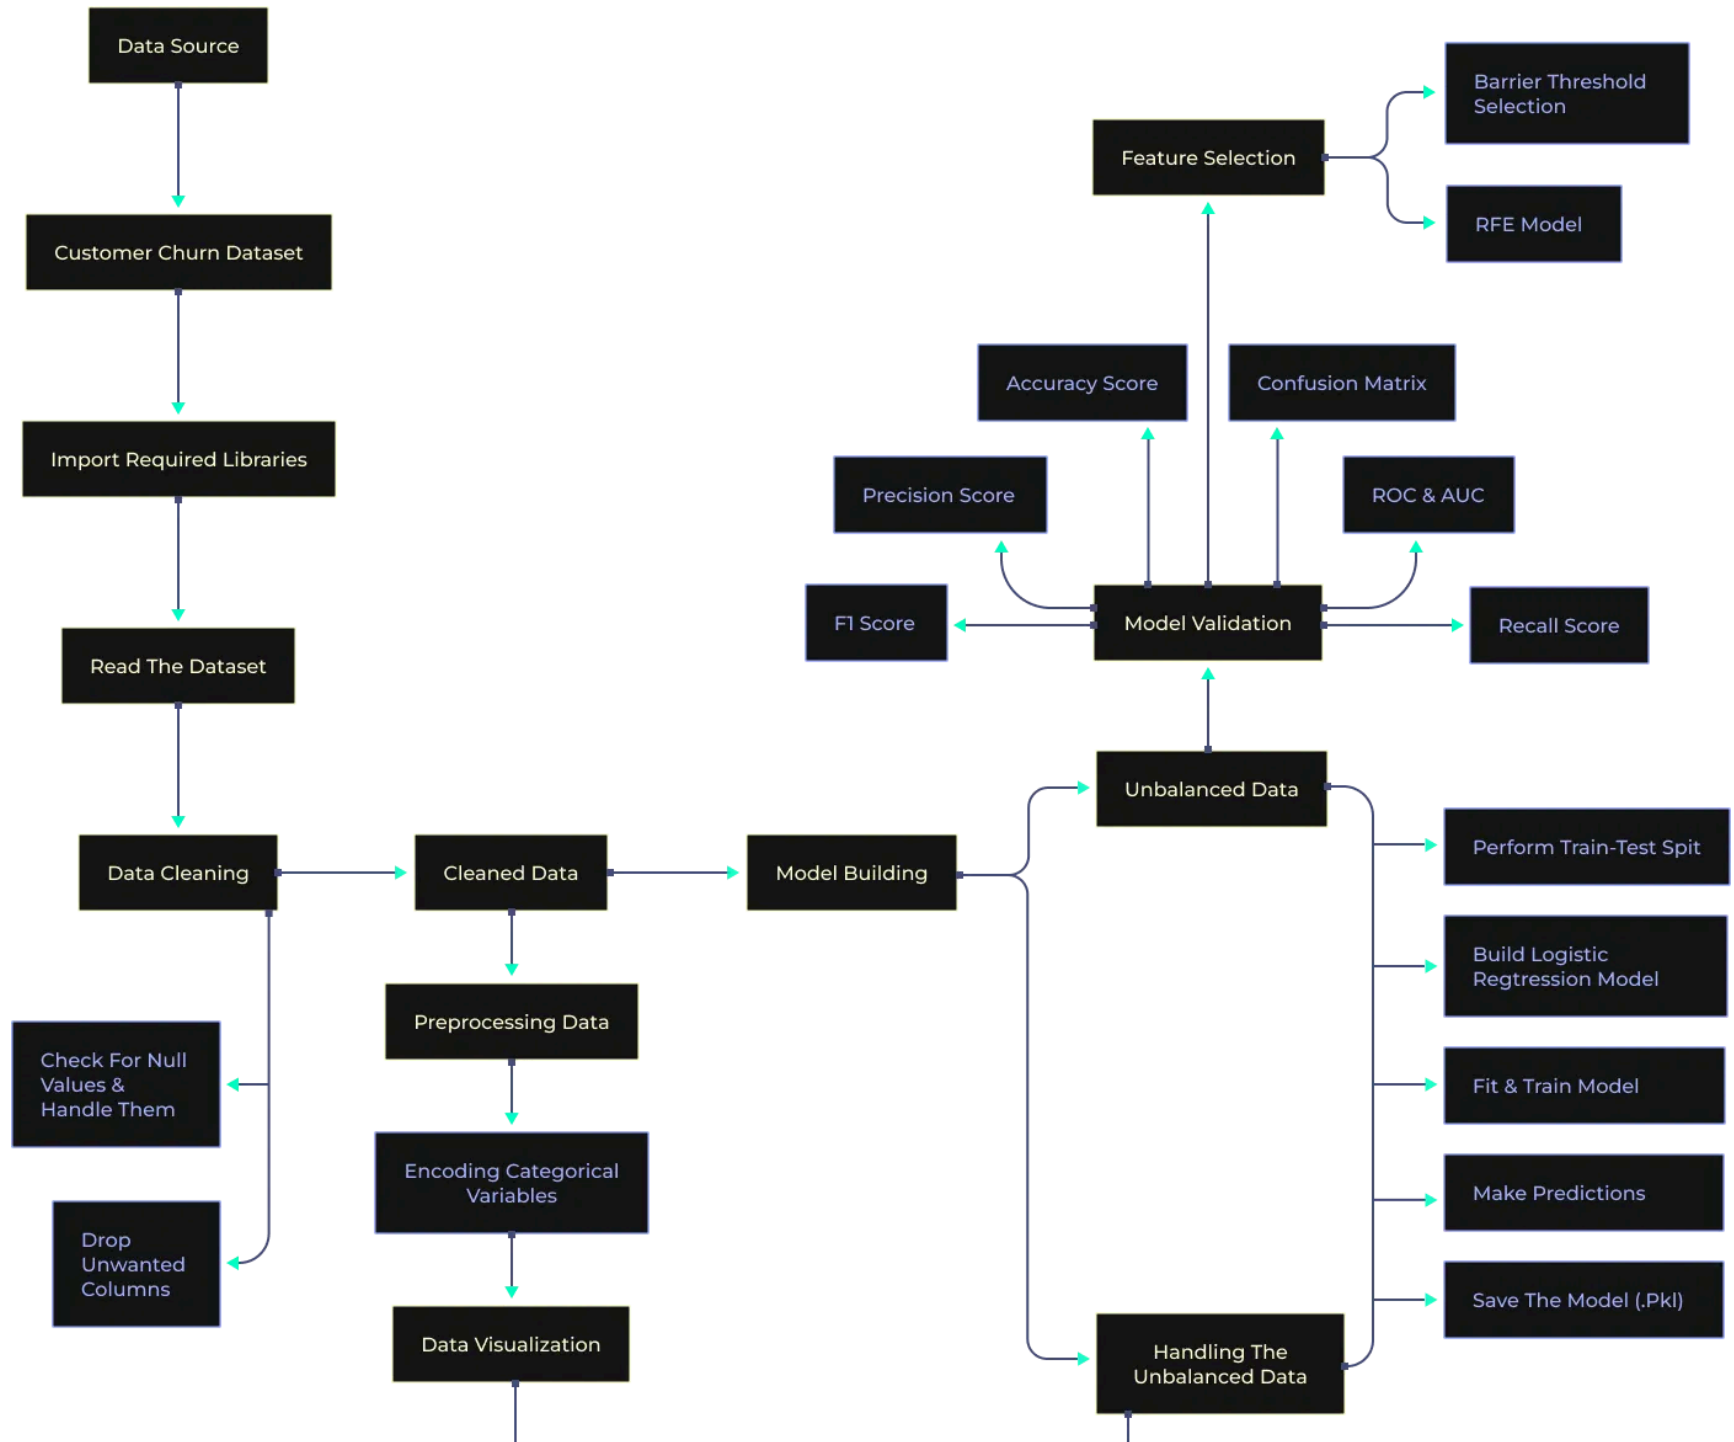 Data Source
Customer Churn Dataset
Import Required Libraries
Read The Dataset
Data Cleaning
Check For Null
Values &
Handle Them
Drop
Unwanted
Columns
Cleaned Data
Preprocessing Data
Encoding Categorical
Variables
Data Visualization
Model Building
Unbalanced Data
Handling The
Unbalanced Data
Perform Train-Test Spit
Build Logistic
Regtression Model
Fit & Train Model
Make Predictions
Save The Model (.Pkl)
Model Validation
F1 Score
Precision Score
Accuracy Score
Confusion Matrix
ROC & AUC
Recall Score
Feature Selection
Barrier Threshold
Selection
RFE Model